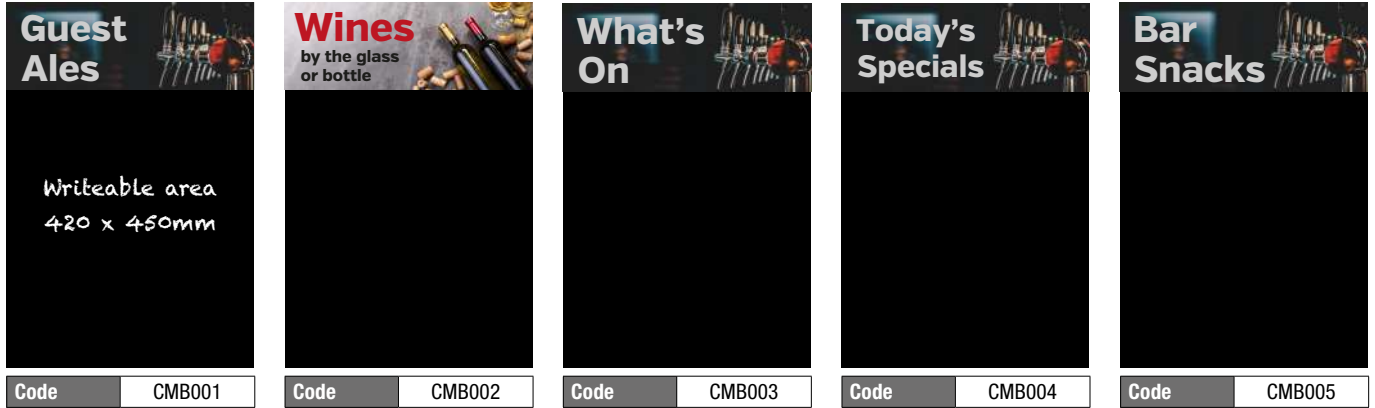 Guest
Ales
Writeable area
420 x 450mm
Code CMB001
Wines
by the glass
or bottle
Code CMB002
What's
On
Code CMB003
Today's
Specials
Code CMB004
Bar
Snacks
Code CMB005